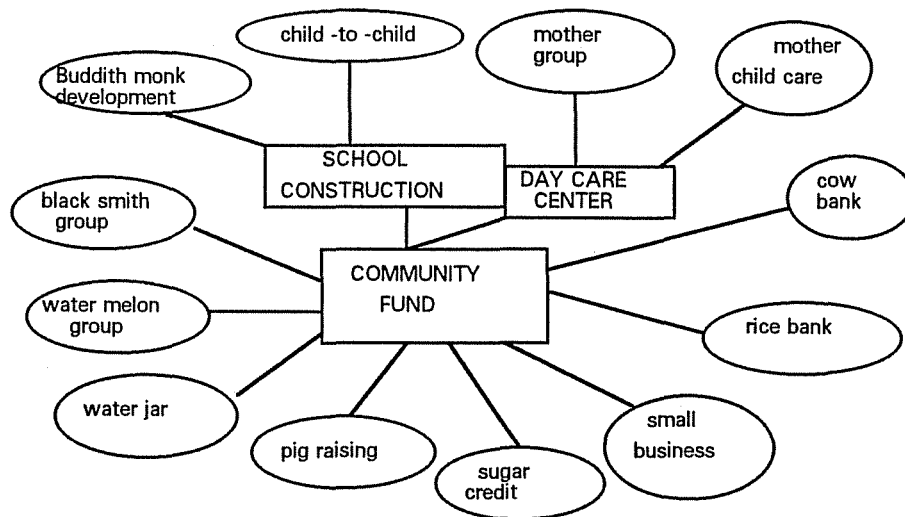 child -to -child
mother
group
mother
child care
Buddith monk
development
SCHOOL
CONSTRUCTION
DAY CARE
CENTER
black smith
group
cow
bank
COMMUNITY
FUND
water melon
group
rice bank
water jar
small
business
pig raising
sugar
credit